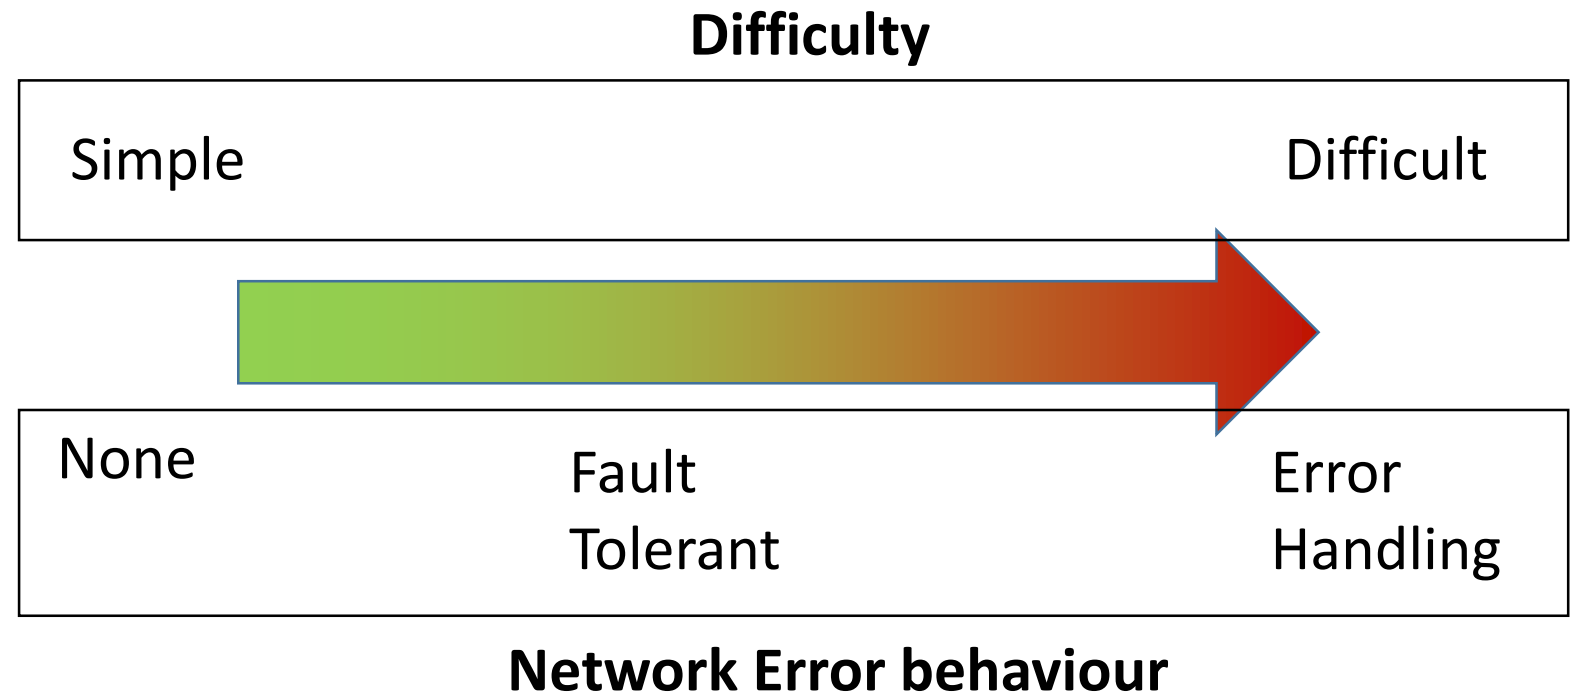 Difficulty
Simple
Difficult
None
Fault
Tolerant
Error
Handling
Network Error behaviour